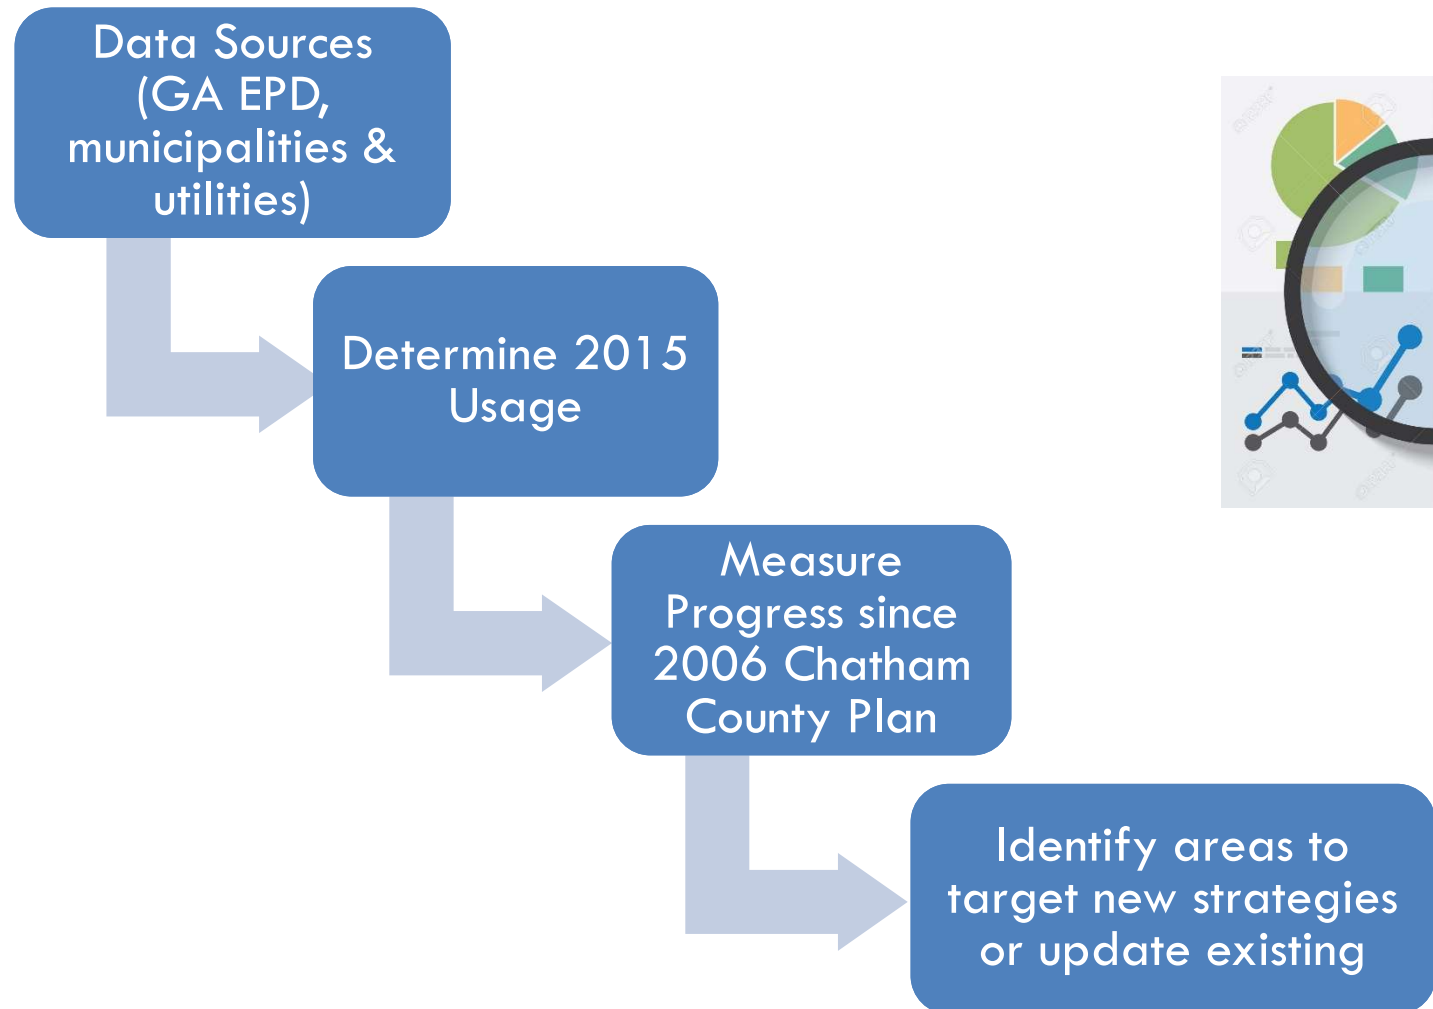 Data Sources
(GA EPD,
municipalities &
utilities)
Determine 2015
Usage
Measure
Progress since
2006 Chatham
County Plan
Identify areas to
target new strategies
or update existing